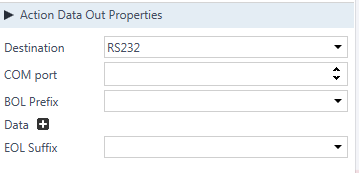 Action Data Out Properties
Destination RS232
COM port
BOL Prefix
Data
EOL Suffix